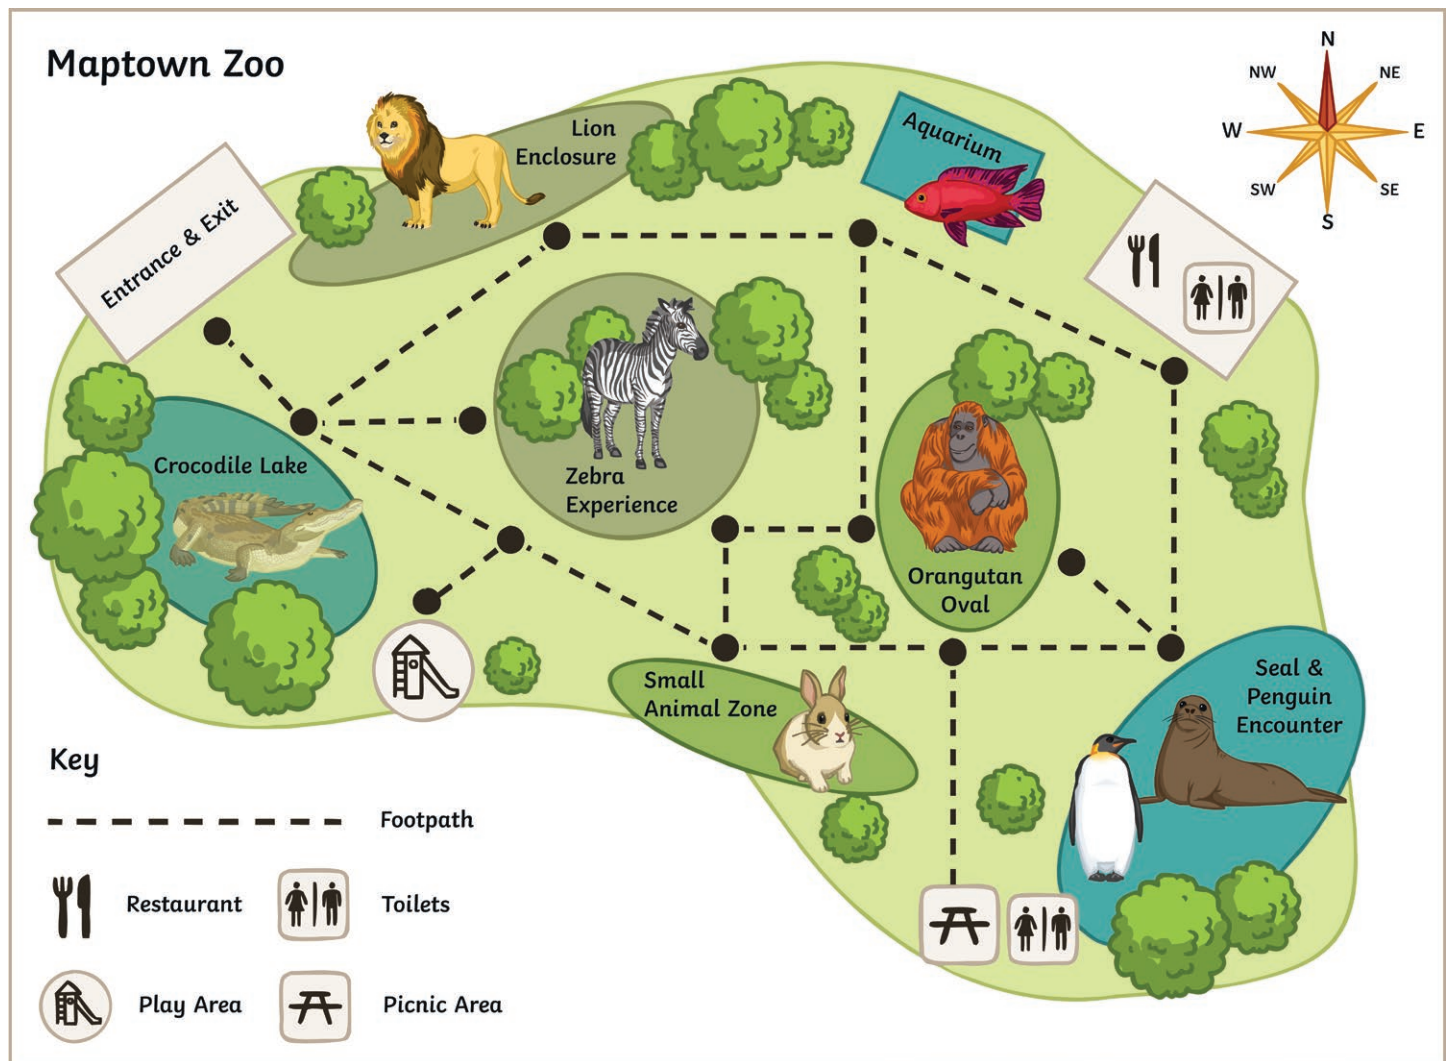 Maptown Zoo
N
NW
NE
W
E
SW
SE
S
Lion
Enclosure
Aquarium
Entrance & Exit
Crocodile Lake
Zebra
Experience
Orangutan
Oval
Small
Animal Zone
Seal &
Penguin
Encounter
Key
Footpath
Restaurant
Toilets
Play Area
Picnic Area